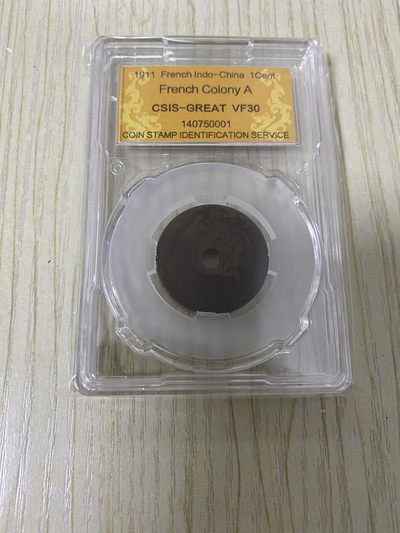 1911 French Indo-China 1Cent
French Colony A
CSIS-GREAT VF30
140750001
COIN STAMP IDENTIFICATION SERVICE